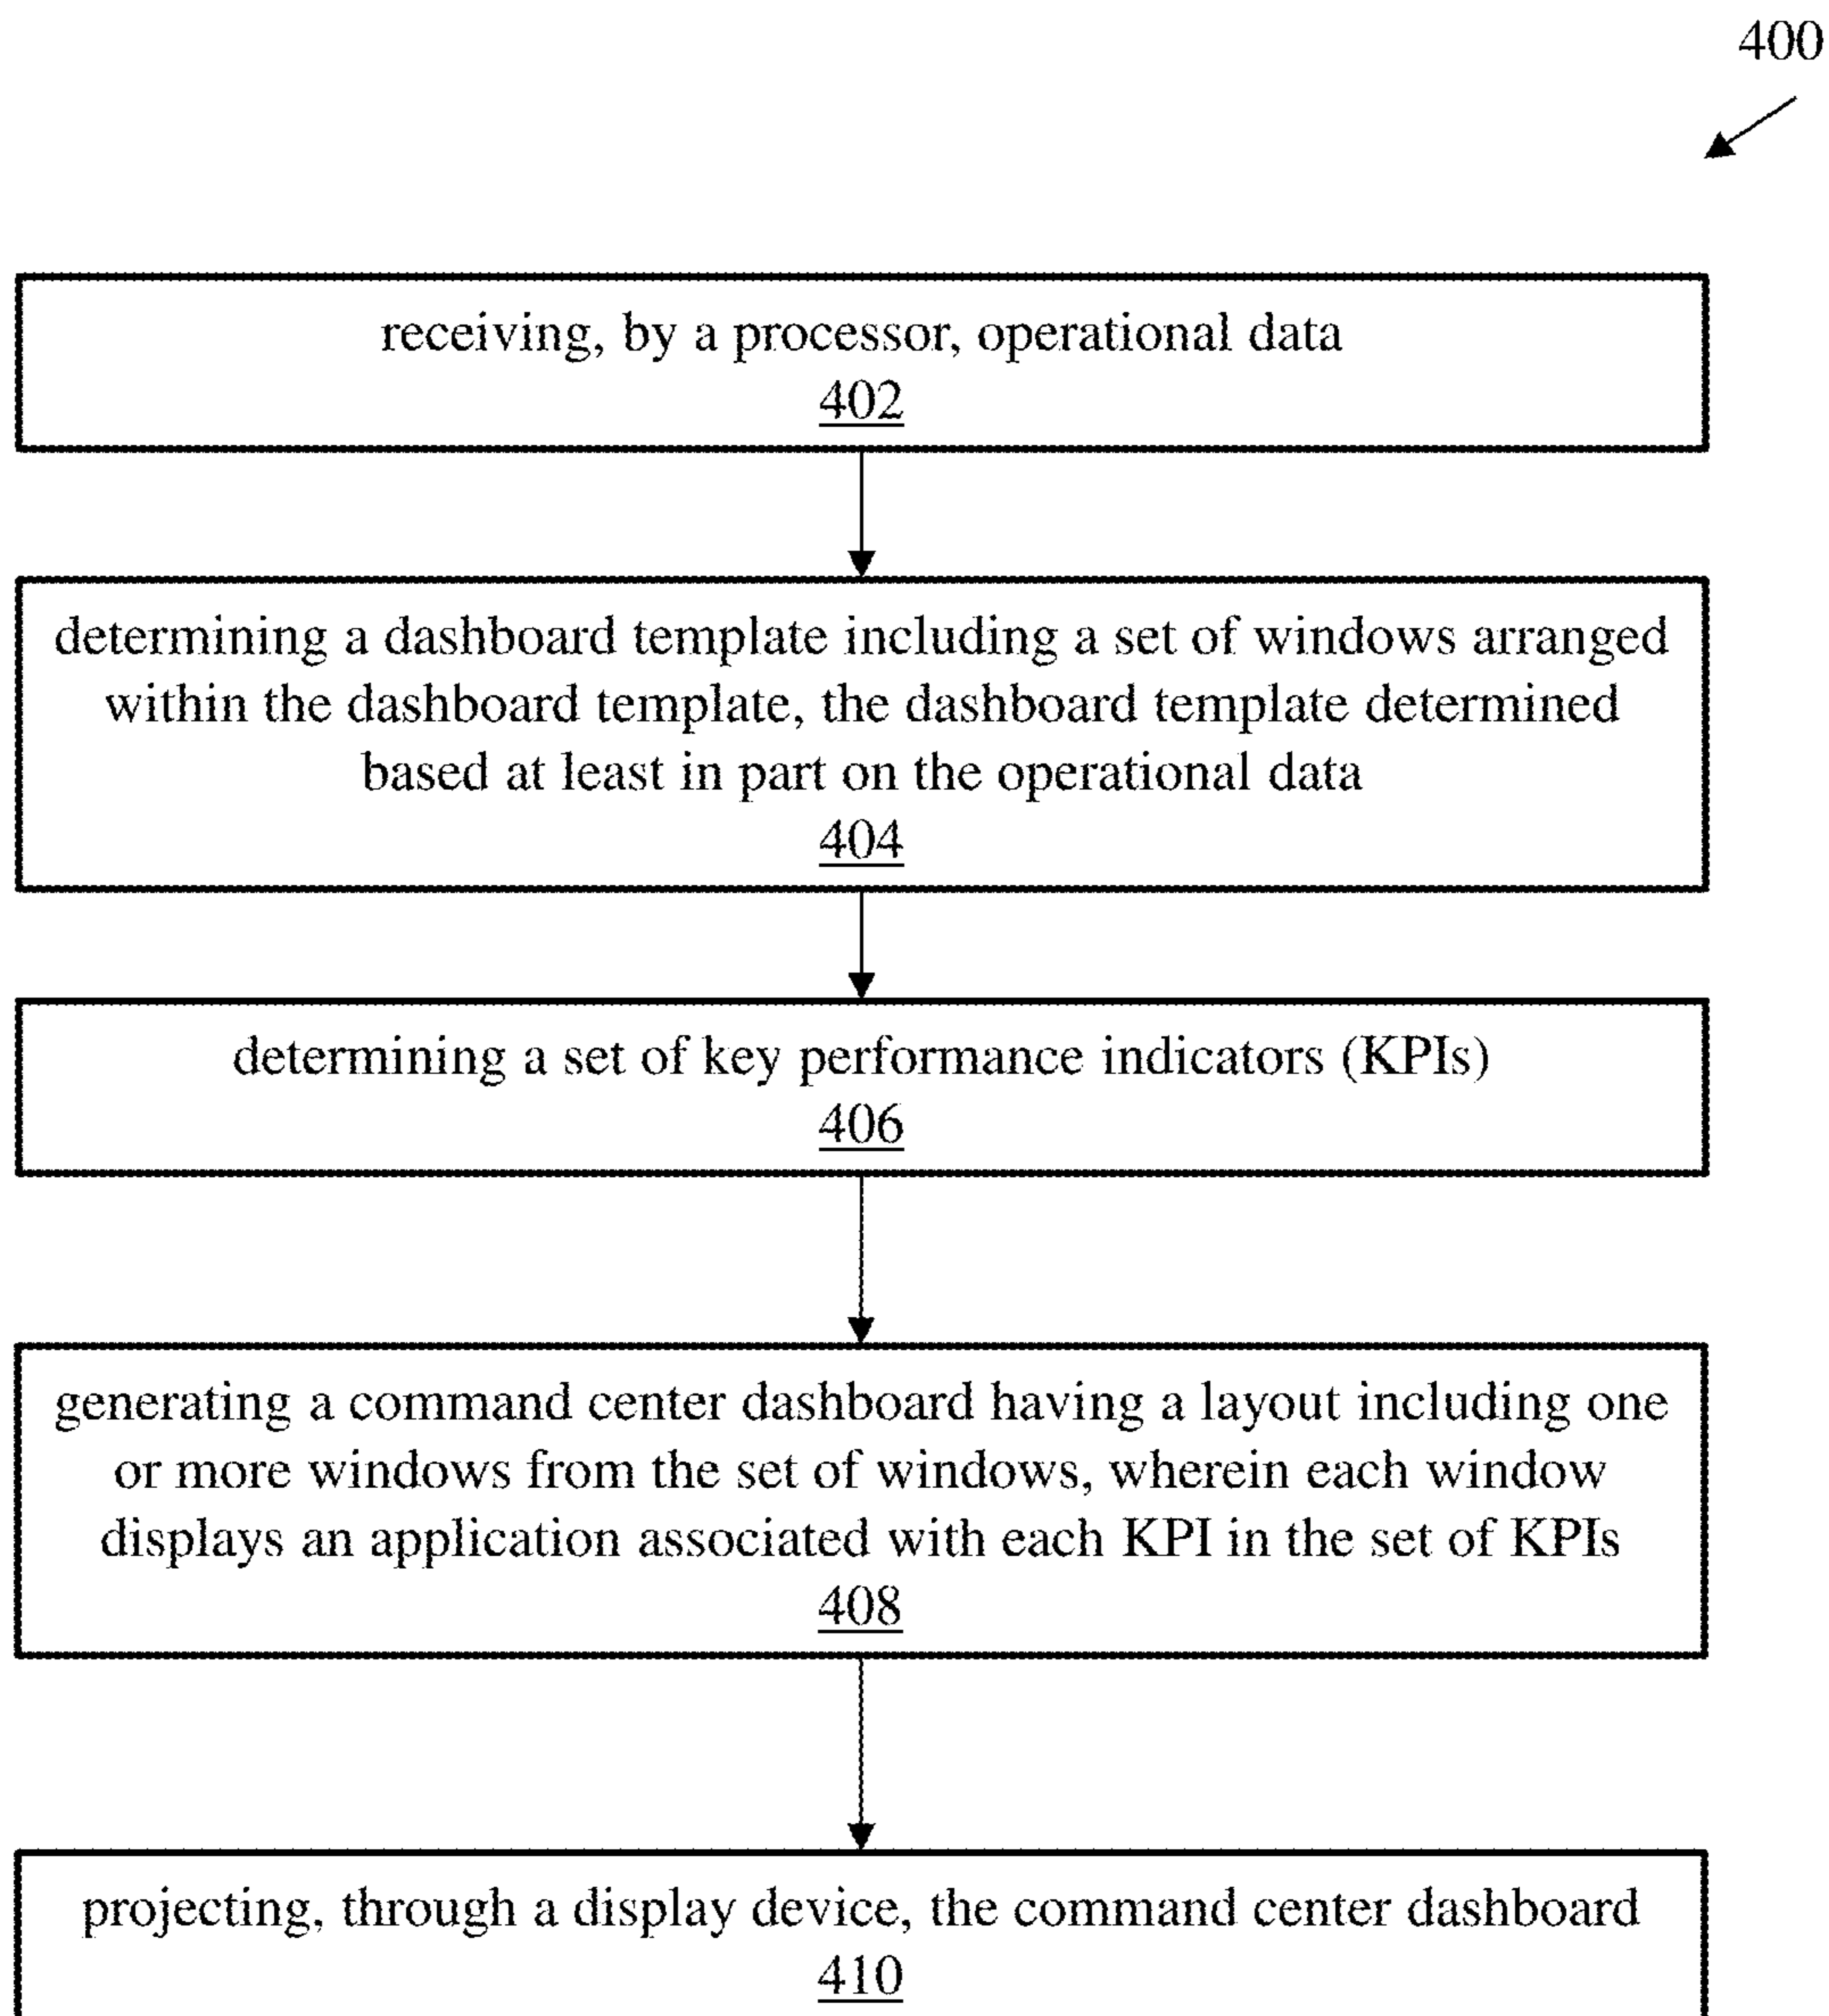 400
receiving, by a processor, operational data
402
determining a dashboard template including a set of windows arranged
within the dashboard template, the dashboard template determined
based at least in part on the operational data
404
determining a set of key performance indicators (KPIs)
406
generating a command center dashboard having a layout including one
or more windows from the set of windows, wherein each window
displays an application associated with each KPI in the set of KPIs
408
projecting, through a display device, the command center dashboard
410